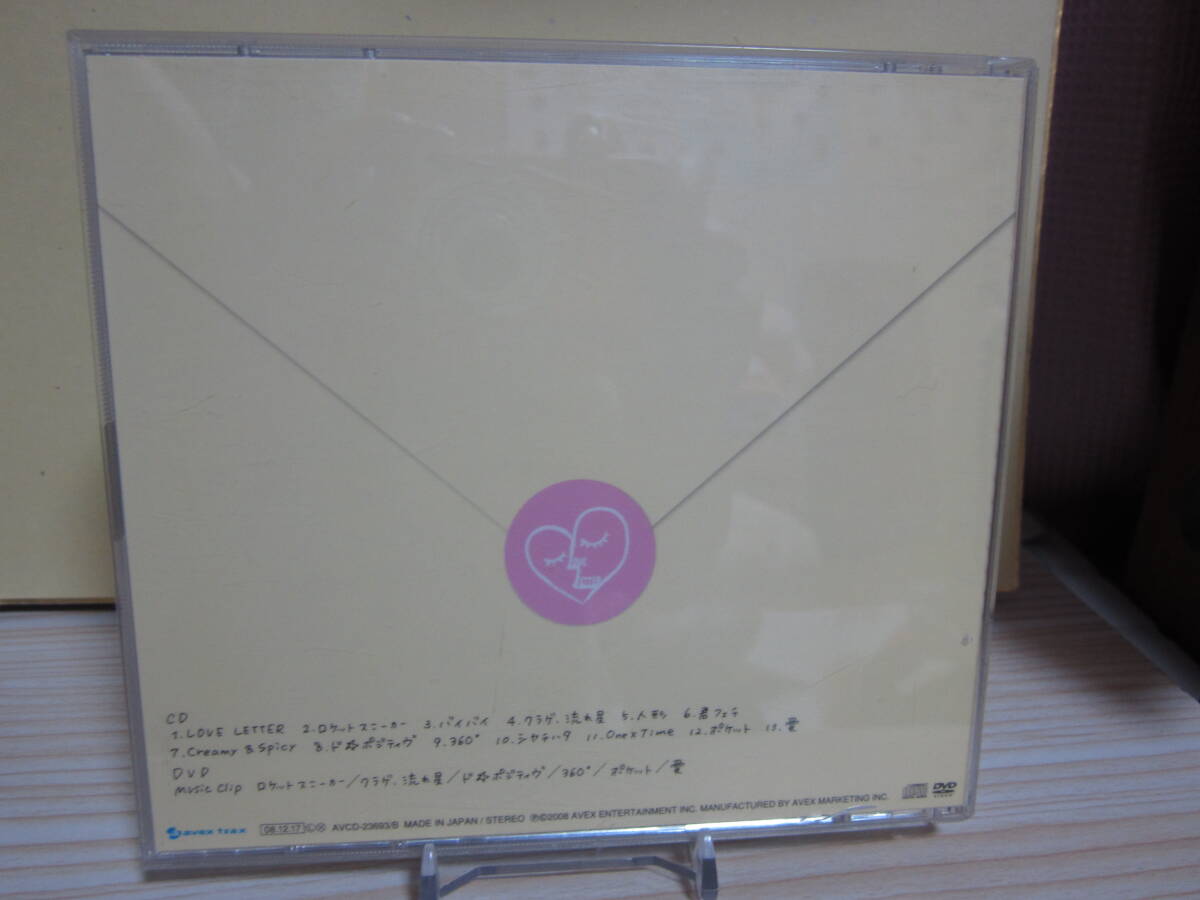 CD
1. LOVE LETTER 2. ロケットスニーカー 3. バイバイ 4. クラゲ、流れ星 5. 人形 6. 君フェチ
7. Creamy & Spicy 8. ド☆ポジティヴ 9. 360° 10. シャチハタ 11. One×Time 12. ポケット 13. 愛
DVD
Music Clip ロケットスニーカー/クラゲ、流れ星/ド☆ポジティヴ/360°/ポケット/愛
avex trax 08.12.17 AVCD-23693/B MADE IN JAPAN / STEREO ℗©2008 AVEX ENTERTAINMENT INC. MANUFACTURED BY AVEX MARKETING INC. DVD